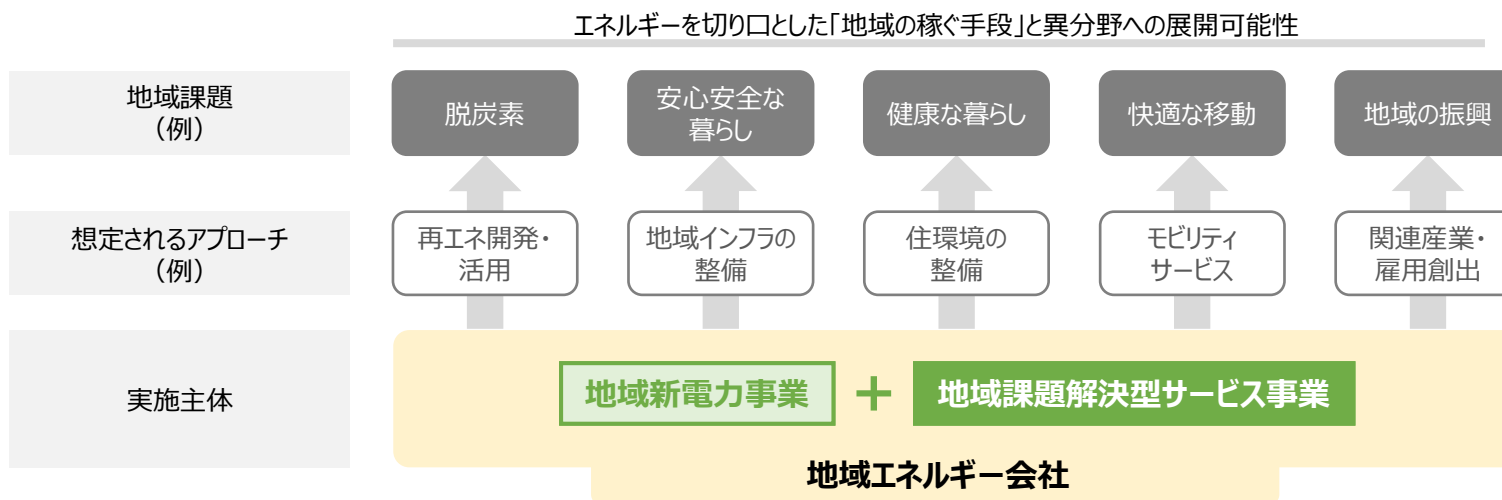 エネルギーを切り口とした「地域の稼ぐ手段」と異分野への展開可能性
地域課題
（例）
脱炭素
安心安全な
暮らし
健康な暮らし
快適な移動
地域の振興
想定されるアプローチ
（例）
再エネ開発・
活用
地域インフラの
整備
住環境の
整備
モビリティ
サービス
関連産業・
雇用創出
実施主体
地域新電力事業
＋
地域課題解決型サービス事業
地域エネルギー会社